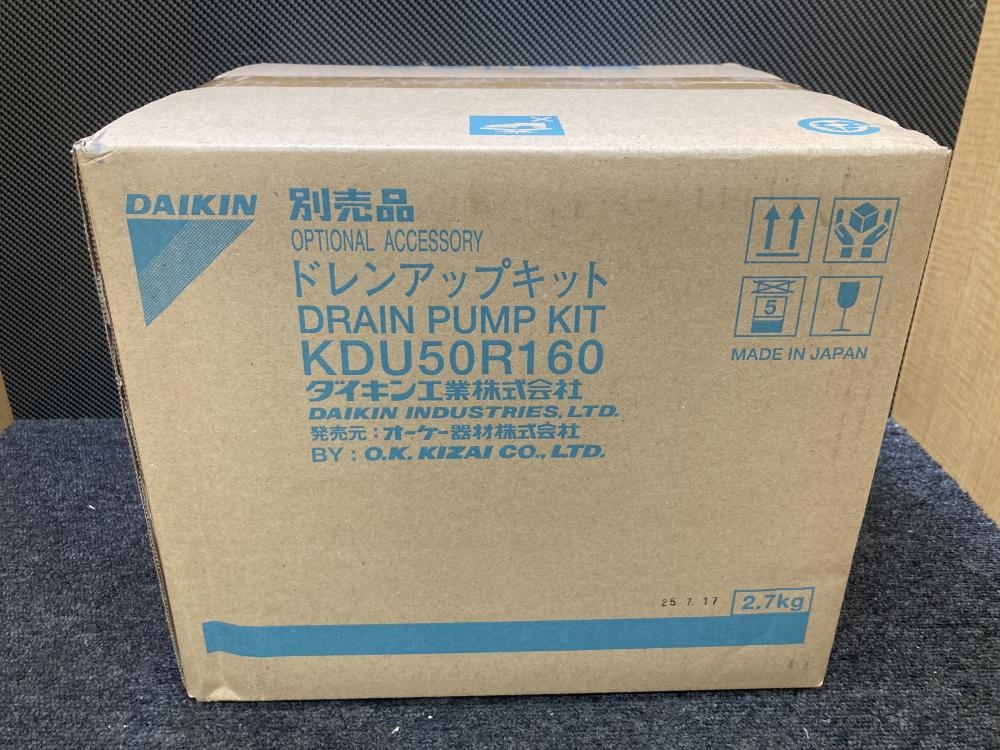 DAIKIN
別売品
OPTIONAL ACCESSORY
ドレンアップキット
DRAIN PUMP KIT
KDU50R160
ダイキン工業株式会社
DAIKIN INDUSTRIES, LTD.
発売元：オーケー器材株式会社
BY : O.K. KIZAI CO., LTD.
5
MADE IN JAPAN
25 7 17
2.7kg